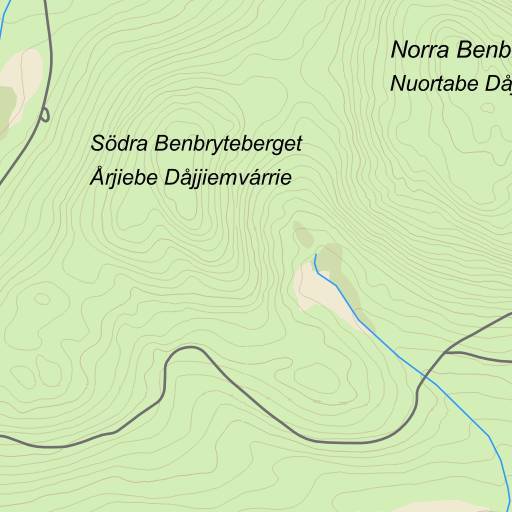 Norra Benb
Nuortabe Dåj
Södra Benbryteberget
Årjiebe Dåjjiemvárrie